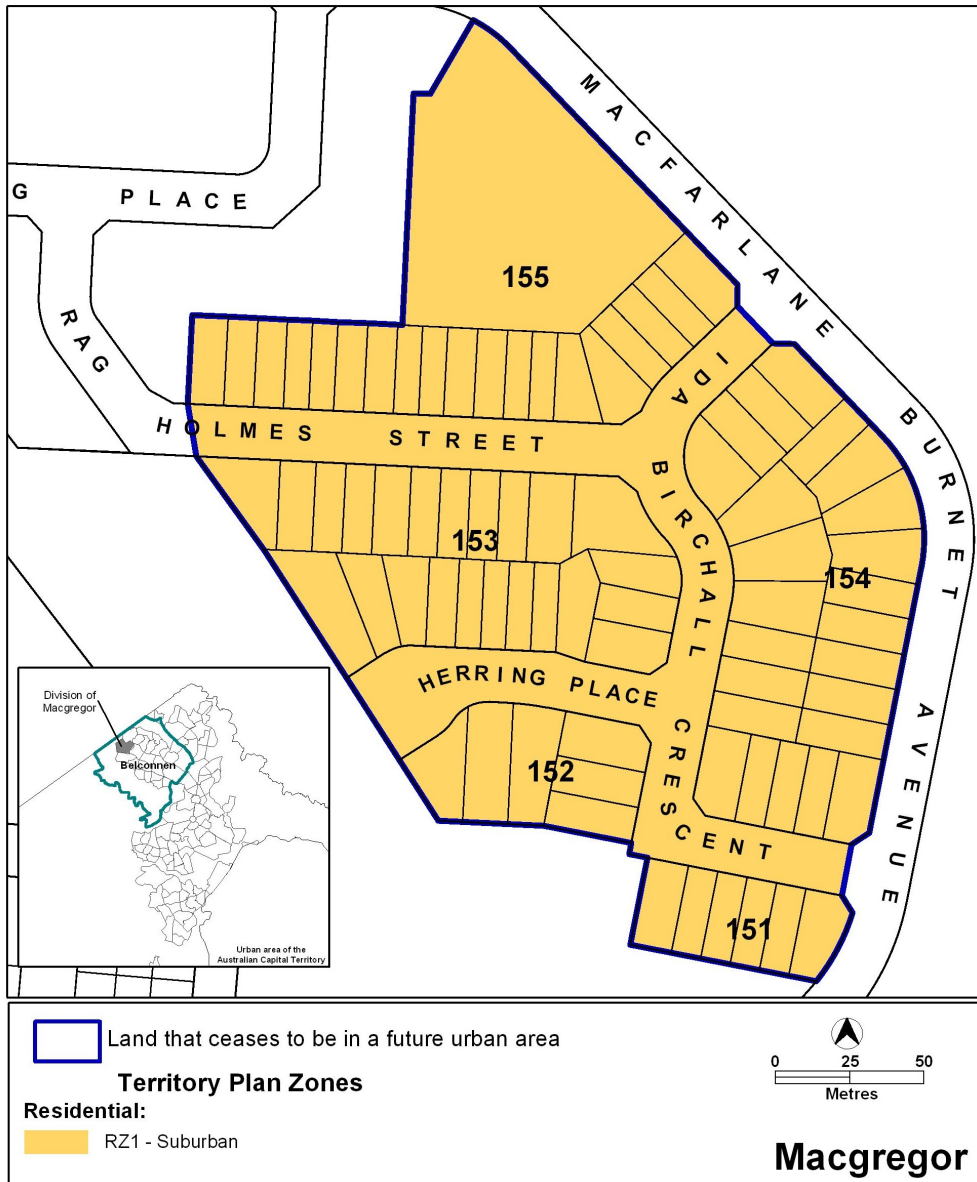 MACFARLANE BURNET AVENUE
G PLACE
RAG
155
IDA BIRCHALL CRESCENT
HOLMES STREET
153
154
HERRING PLACE
152
151
Division of
Macgregor
Belconnen
Urban area of the
Australian Capital Territory
Land that ceases to be in a future urban area
Territory Plan Zones
Residential:
RZ1 - Suburban
0 25 50
Metres
Macgregor